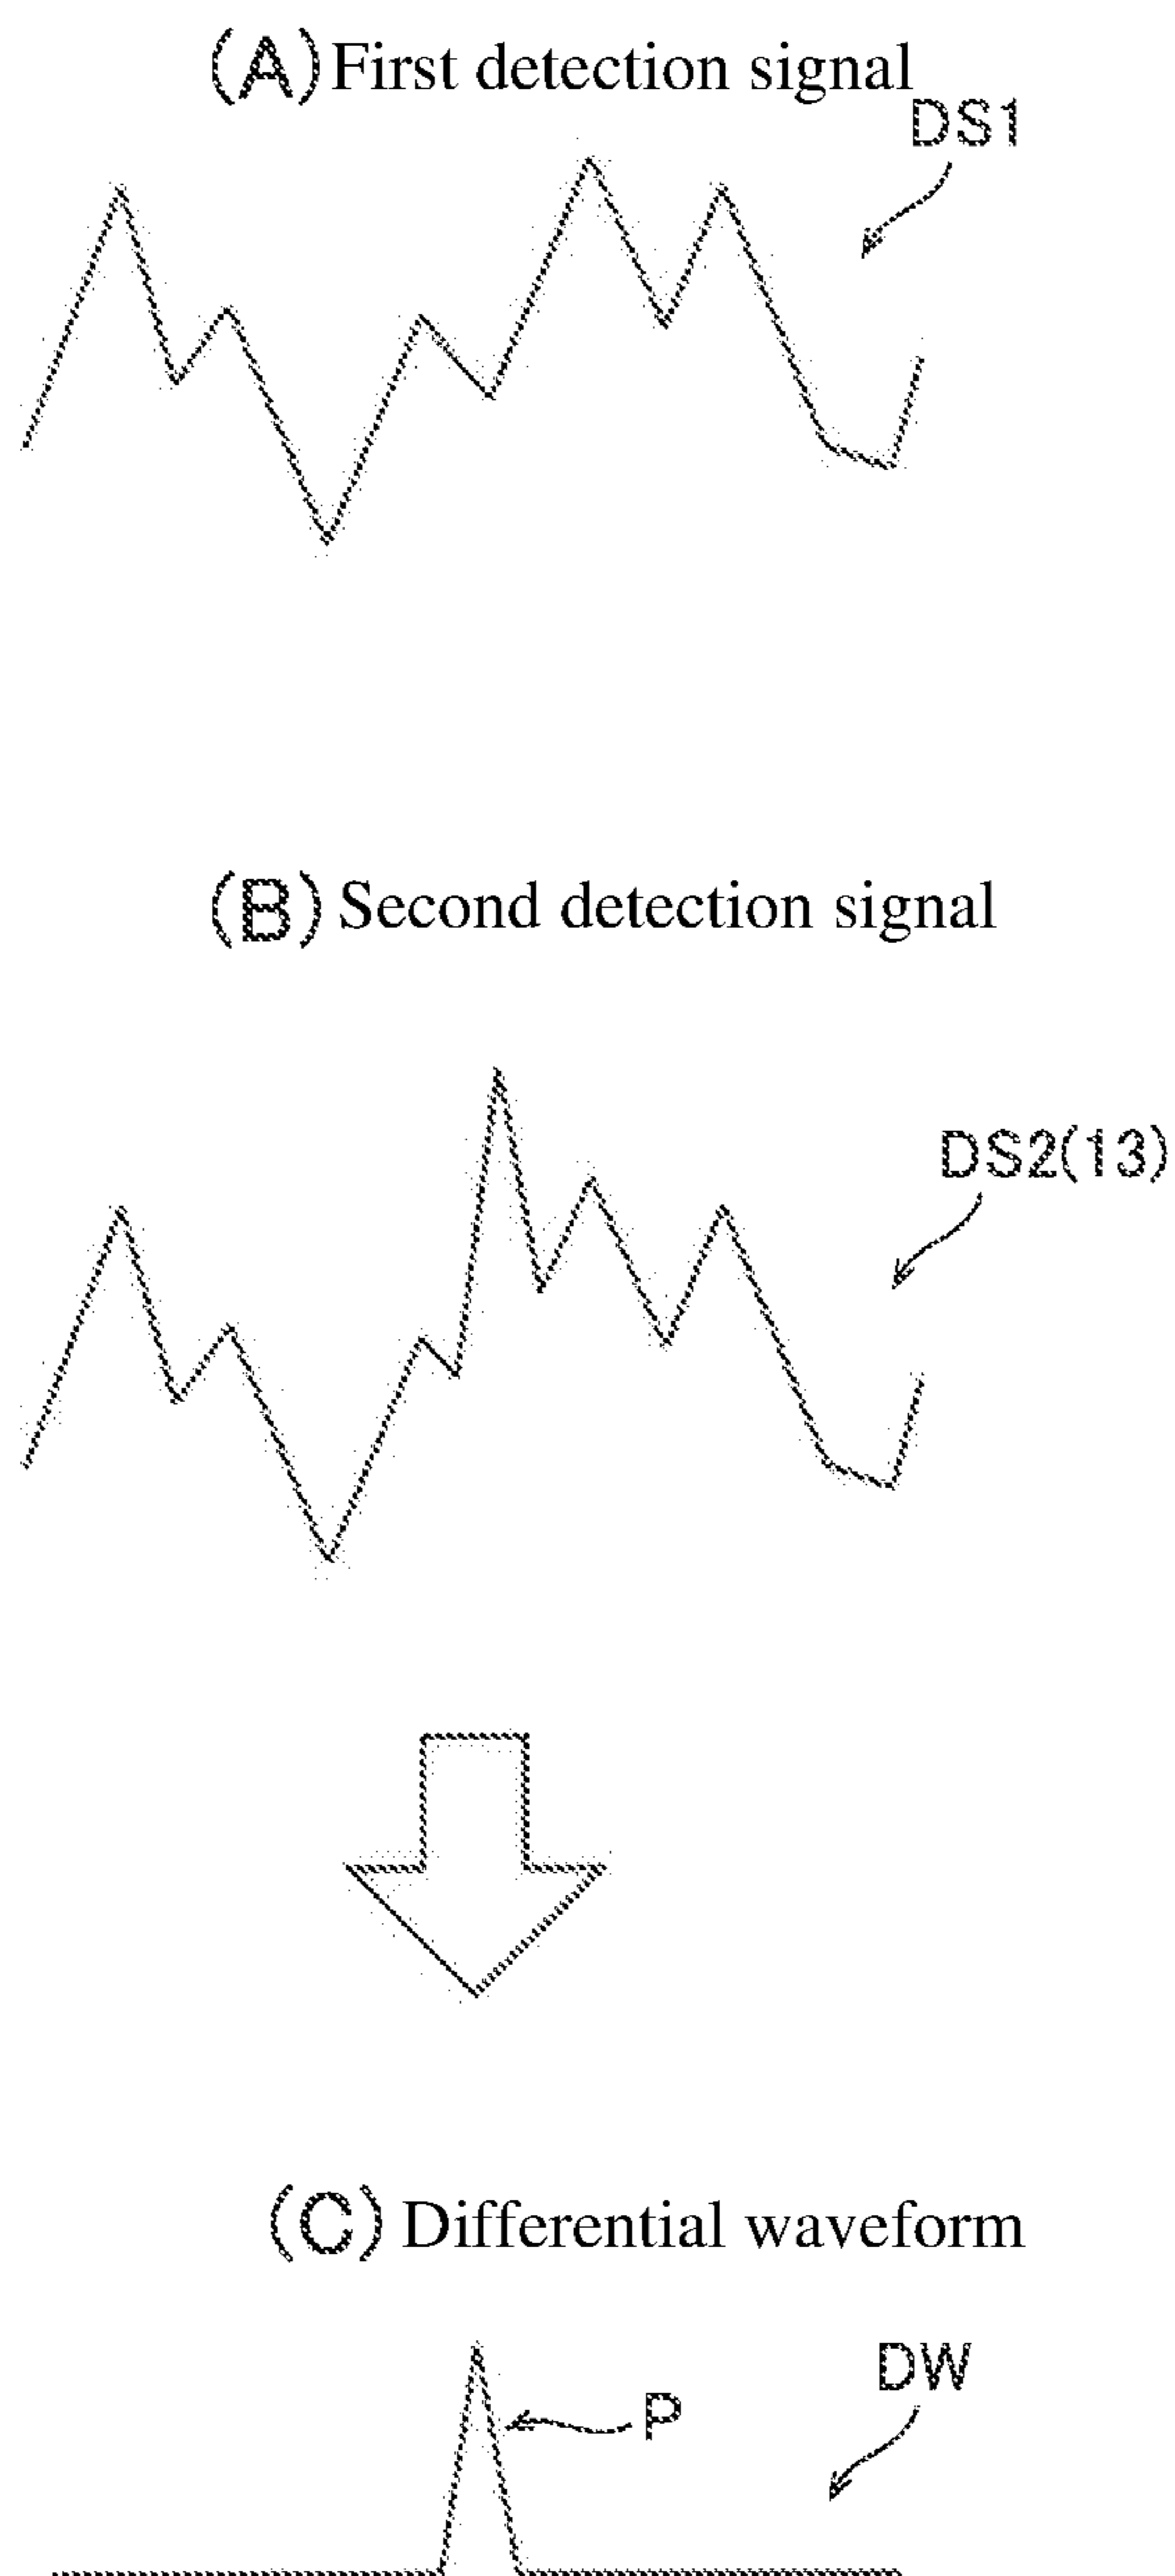 (A) First detection signal
DS1
(B) Second detection signal
DS2(13)
(C) Differential waveform
DW
P